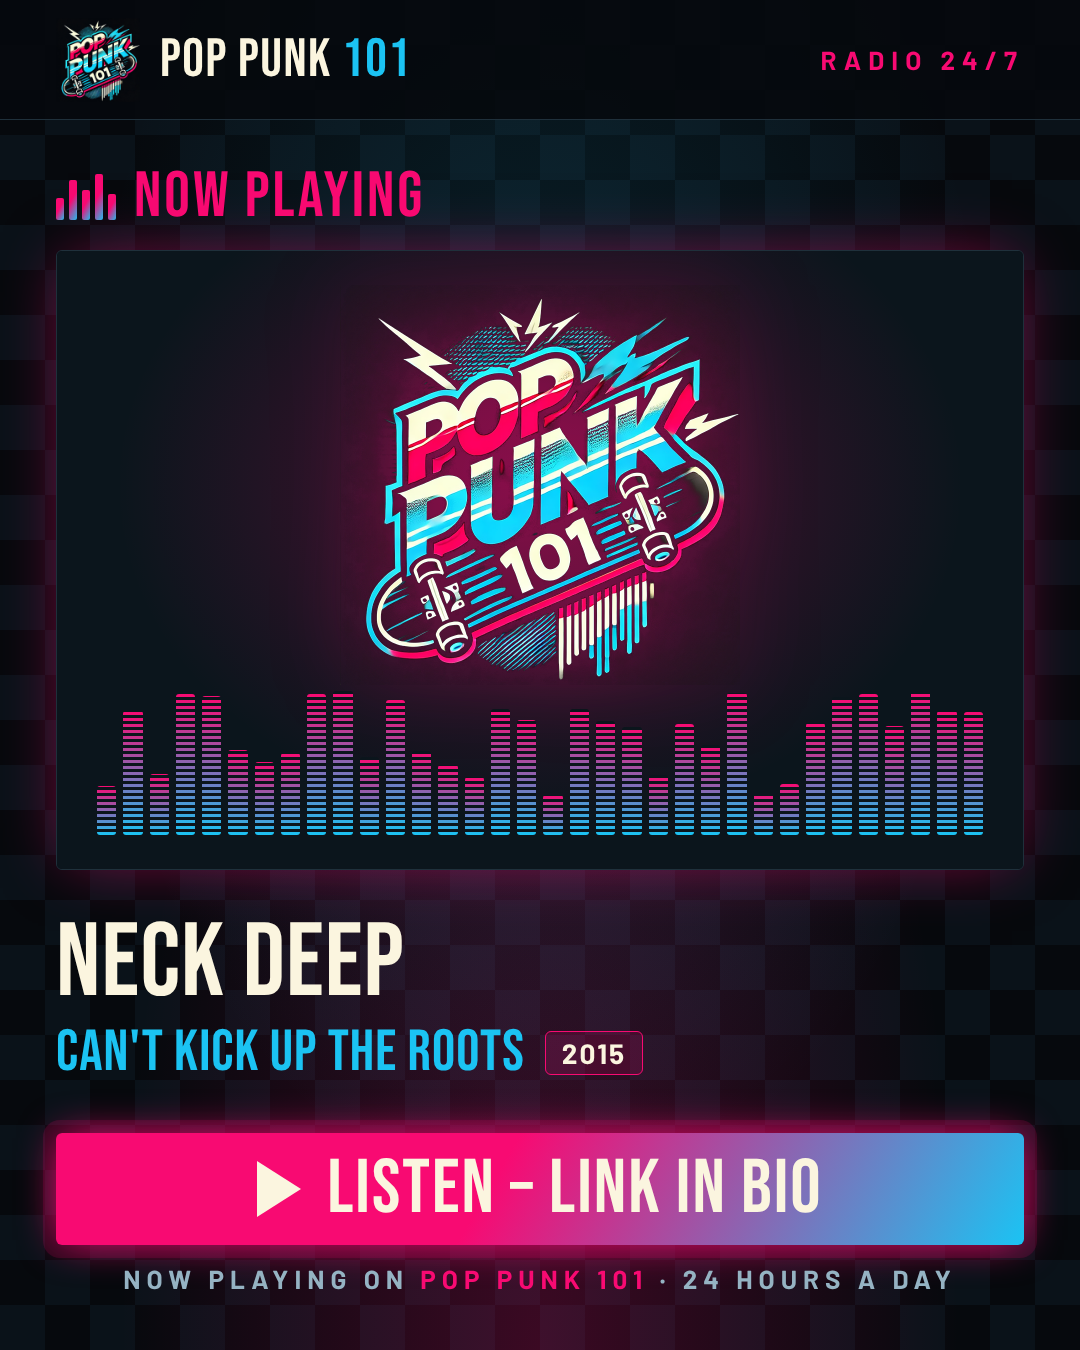 POP PUNK 101
POP PUNK 101
RADIO 24/7
NOW PLAYING
POP
PUNK
101
NECK DEEP
CAN'T KICK UP THE ROOTS 2015
LISTEN – LINK IN BIO
NOW PLAYING ON POP PUNK 101 · 24 HOURS A DAY